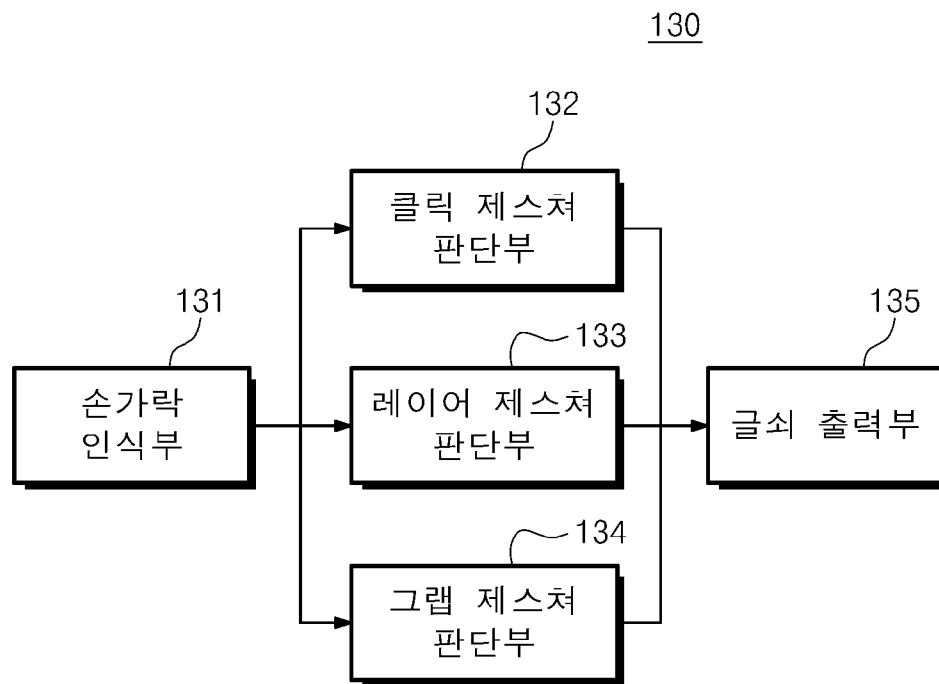 130
132
클릭 제스쳐
판단부
131
손가락
인식부
133
레이어 제스쳐
판단부
135
글쇠 출력부
134
그랩 제스쳐
판단부